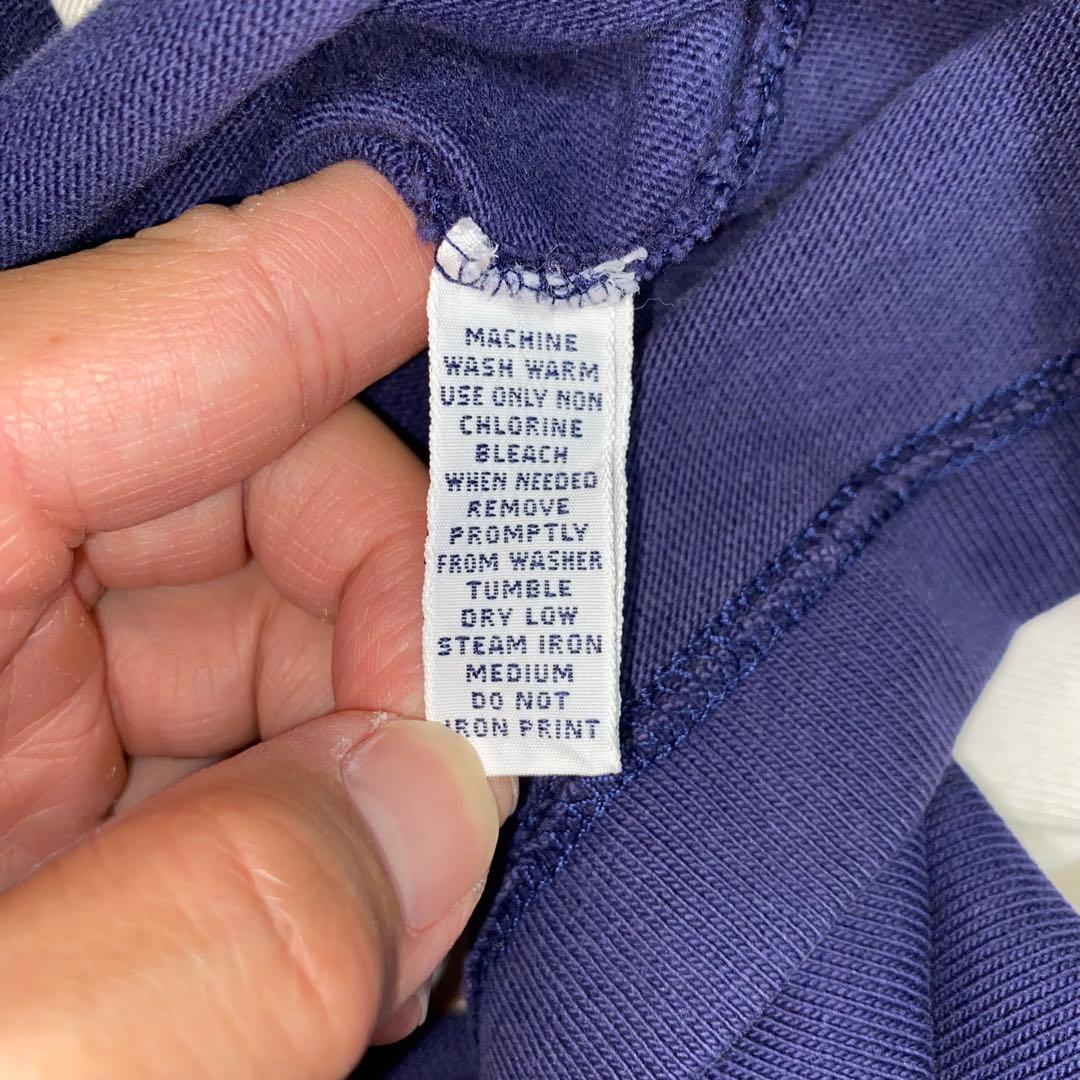 MACHINE
WASH WARM
USE ONLY NON
CHLORINE
BLEACH
WHEN NEEDED
REMOVE
PROMPTLY
FROM WASHER
TUMBLE
DRY LOW
STEAM IRON
MEDIUM
DO NOT
IRON PRINT